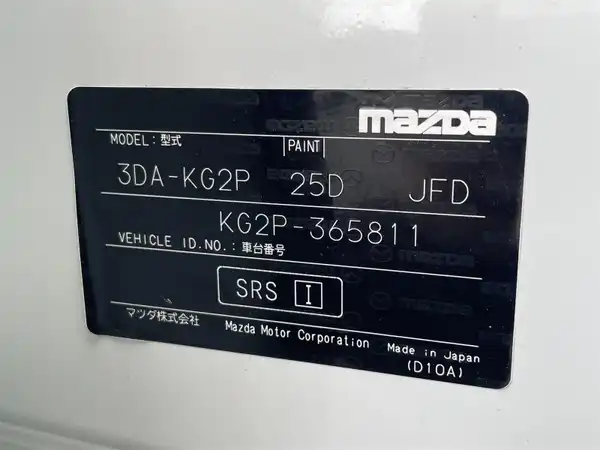 mazda
MODEL:型式 PAINT
3DA-KG2P 25D JFD
KG2P-365811
VEHICLE ID.NO.:車台番号
SRS I
マツダ株式会社 Mazda Motor Corporation Made in Japan
(D10A)